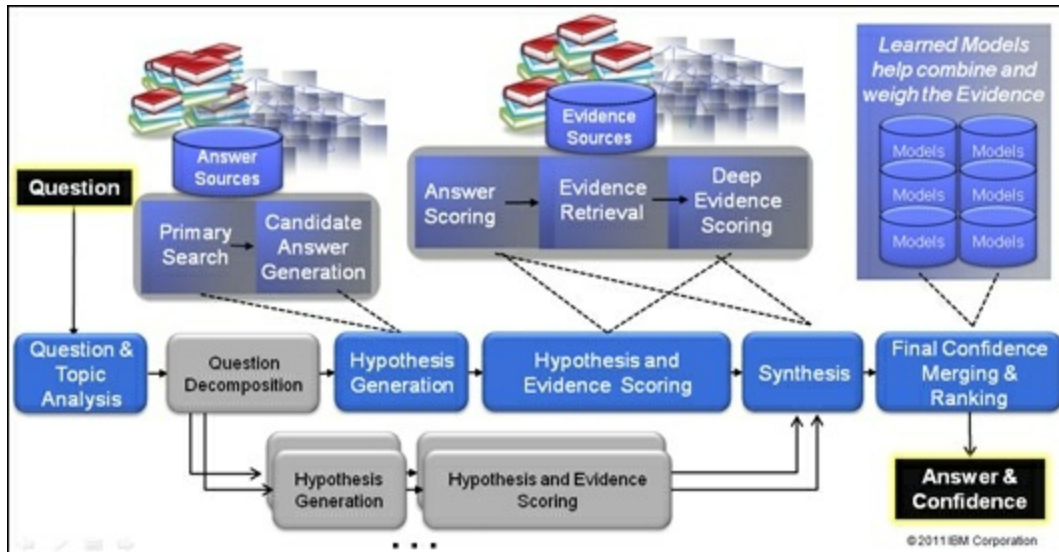 Learned Models
help combine and
weigh the Evidence
Answer
Sources
Evidence
Sources
Models
Models
Models
Models
Models
Models
Question
Primary
Search
Candidate
Answer
Generation
Answer
Scoring
Evidence
Retrieval
Deep
Evidence
Scoring
Question &
Topic
Analysis
Question
Decomposition
Hypothesis
Generation
Hypothesis and
Evidence Scoring
Synthesis
Final Confidence
Merging &
Ranking
Hypothesis
Generation
Hypothesis and Evidence
Scoring
Answer &
Confidence
. . .
©2011 IBM Corporation